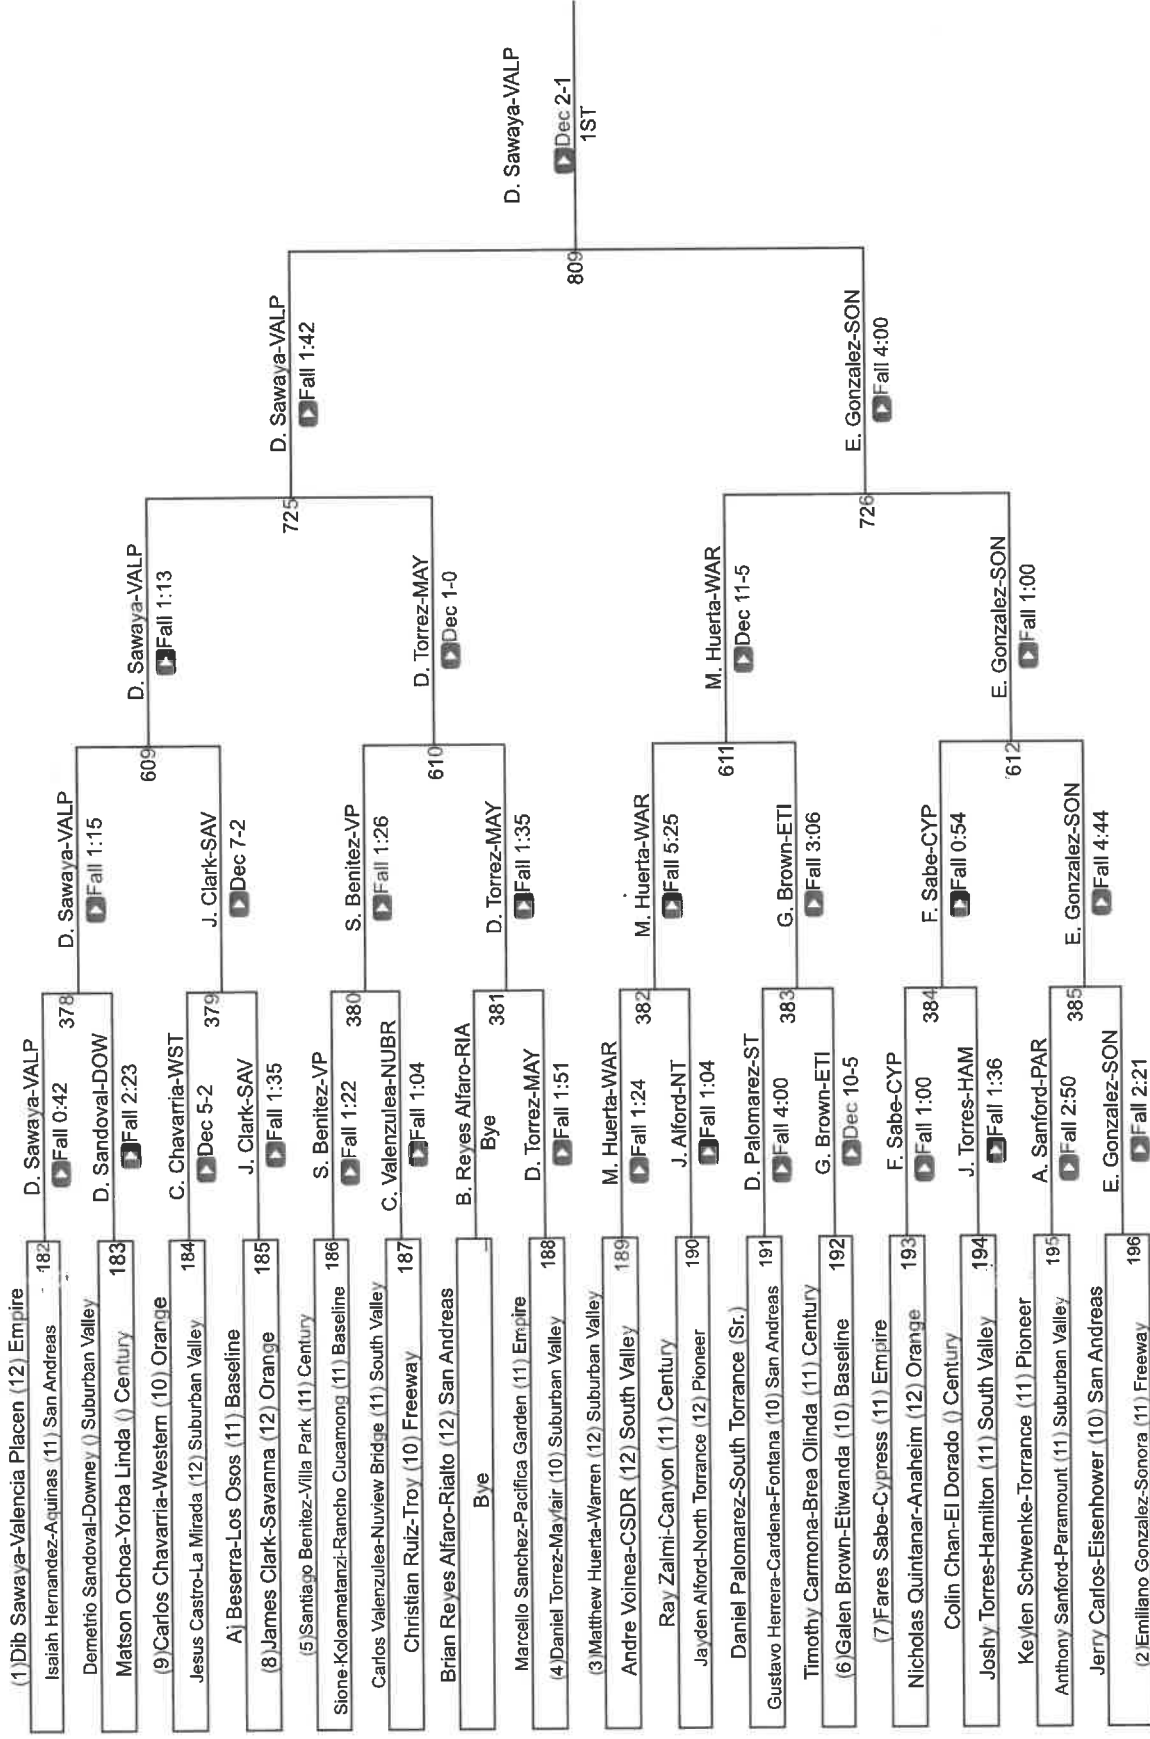 (1)Dib Sawaya-Valencia Placen (12) Empire
Isaiah Hernandez-Aquinas (11) San Andreas
182
Demetrio Sandoval-Downey () Suburban Valley
Matson Ochoa-Yorba Linda () Century
183
(9)Carlos Chavarria-Western (10) Orange
Jesus Castro-La Mirada (12) Suburban Valley
184
Aj Beserra-Los Osos (11) Baseline
(8)James Clark-Savanna (12) Orange
185
(5)Santiago Benitez-Villa Park (11) Century
Sione-Koloamatanzi-Rancho Cucamong (11) Baseline
186
Carlos Valenzulea-Nuview Bridge (11) South Valley
Christian Ruiz-Troy (10) Freeway
187
Brian Reyes Alfaro-Rialto (12) San Andreas
Bye
Marcello Sanchez-Pacifica Garden (11) Empire
(4)Daniel Torrez-Mayfair (10) Suburban Valley
188
(3)Matthew Huerta-Warren (12) Suburban Valley
Andre Voinea-CSDR (12) South Valley
189
Ray Zalmi-Canyon (11) Century
Jayden Alford-North Torrance (12) Pioneer
190
Daniel Palomarez-South Torrance (Sr.)
Gustavo Herrera-Cardena-Fontana (10) San Andreas
191
Timothy Carmona-Brea Olinda (11) Century
(6)Galen Brown-Etiwanda (10) Baseline
192
(7)Fares Sabe-Cypress (11) Empire
Nicholas Quintanar-Anaheim (12) Orange
193
Colin Chan-El Dorado () Century
Joshy Torres-Hamilton (11) South Valley
194
Keylen Schwenke-Torrance (11) Pioneer
Anthony Sanford-Paramount (11) Suburban Valley
195
Jerry Carlos-Eisenhower (10) San Andreas
(2)Emiliano Gonzalez-Sonora (11) Freeway
196
D. Sawaya-VALP
Fall 0:42
378
D. Sandoval-DOW
Fall 2:23
C. Chavarria-WST
Dec 5-2
379
J. Clark-SAV
Fall 1:35
S. Benitez-VP
Fall 1:22
380
C. Valenzulea-NUBR
Fall 1:04
B. Reyes Alfaro-RIA
Bye
381
D. Torrez-MAY
Fall 1:51
M. Huerta-WAR
Fall 1:24
382
J. Alford-NT
Fall 1:04
D. Palomarez-ST
Fall 4:00
383
G. Brown-ETI
Dec 10-5
F. Sabe-CYP
Fall 1:00
384
J. Torres-HAM
Fall 1:36
A. Sanford-PAR
Fall 2:50
385
E. Gonzalez-SON
Fall 2:21
D. Sawaya-VALP
Fall 1:15
609
J. Clark-SAV
Dec 7-2
S. Benitez-VP
Fall 1:26
610
D. Torrez-MAY
Fall 1:35
M. Huerta-WAR
Fall 5:25
611
G. Brown-ETI
Fall 3:06
F. Sabe-CYP
Fall 0:54
612
E. Gonzalez-SON
Fall 4:44
D. Sawaya-VALP
Fall 1:13
725
D. Torrez-MAY
Dec 1-0
M. Huerta-WAR
Dec 11-5
726
E. Gonzalez-SON
Fall 1:00
D. Sawaya-VALP
Fall 1:42
809
E. Gonzalez-SON
Fall 4:00
D. Sawaya-VALP
Dec 2-1
1ST